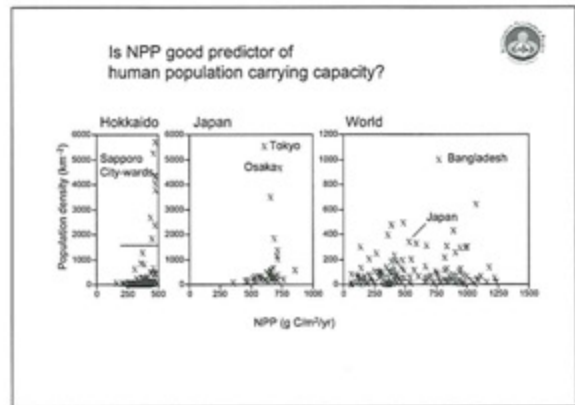 Is NPP good predictor of
human population carrying capacity?
Hokkaido
Japan
World
Population density (km⁻²)
6000
5000
4000
3000
2000
1000
0
Sapporo
City-wards
0 250 500
6000
5000
4000
3000
2000
1000
0
Tokyo
Osaka
0 250 500 750 1000
1200
1000
800
600
400
200
0
Bangladesh
Japan
0 250 500 750 1000 1250 1500
NPP (g C/m²/yr)